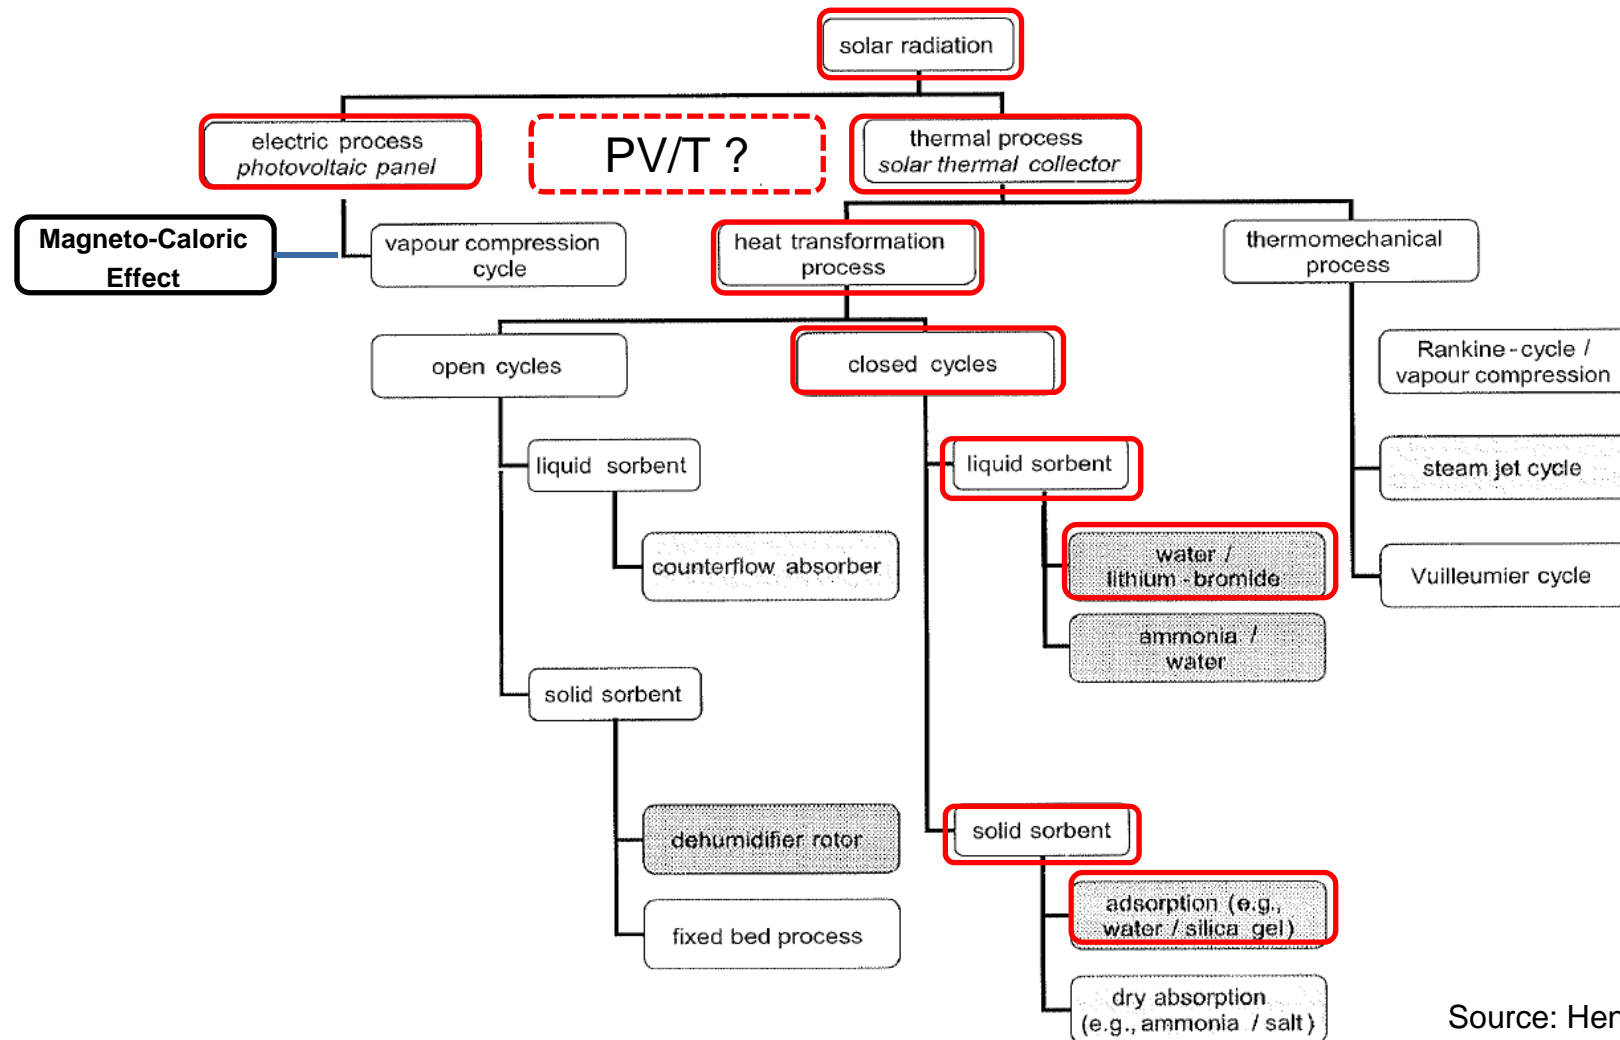 solar radiation
electric process
photovoltaic panel
PV/T ?
thermal process
solar thermal collector
Magneto-Caloric
Effect
vapour compression
cycle
heat transformation
process
thermomechanical
process
open cycles
closed cycles
Rankine-cycle /
vapour compression
liquid sorbent
liquid sorbent
steam jet cycle
counterflow absorber
water /
lithium-bromide
Vuilleumier cycle
ammonia /
water
solid sorbent
dehumidifier rotor
solid sorbent
fixed bed process
adsorption (e.g.,
water / silica gel)
dry absorption
(e.g., ammonia / salt)
Source: Hen